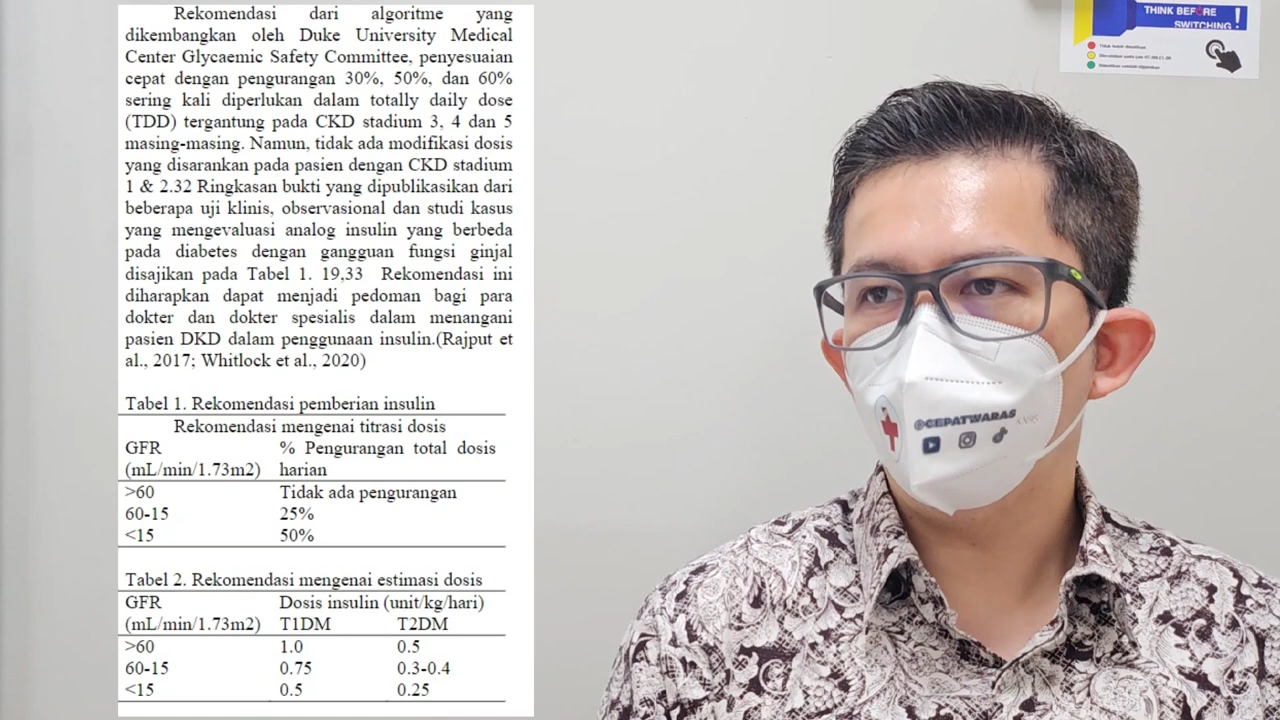 Rekomendasi dari algoritme yang
dikembangkan oleh Duke University Medical
Center Glycaemic Safety Committee, penyesuaian
cepat dengan pengurangan 30%, 50%, dan 60%
sering kali diperlukan dalam totally daily dose
(TDD) tergantung pada CKD stadium 3, 4 dan 5
masing-masing. Namun, tidak ada modifikasi dosis
yang disarankan pada pasien dengan CKD stadium
1 & 2.32 Ringkasan bukti yang dipublikasikan dari
beberapa uji klinis, observasional dan studi kasus
yang mengevaluasi analog insulin yang berbeda
pada diabetes dengan gangguan fungsi ginjal
disajikan pada Tabel 1. 19,33 Rekomendasi ini
diharapkan dapat menjadi pedoman bagi para
dokter dan dokter spesialis dalam menangani
pasien DKD dalam penggunaan insulin.(Rajput et
al., 2017; Whitlock et al., 2020)
Tabel 1. Rekomendasi pemberian insulin
Rekomendasi mengenai titrasi dosis
GFR % Pengurangan total dosis
(mL/min/1.73m2) harian
>60 Tidak ada pengurangan
60-15 25%
<15 50%
Tabel 2. Rekomendasi mengenai estimasi dosis
GFR Dosis insulin (unit/kg/hari)
(mL/min/1.73m2) T1DM T2DM
>60 1.0 0.5
60-15 0.75 0.3-0.4
<15 0.5 0.25
THINK BEFORE
SWITCHING !
@CEPATWARAS
KN95